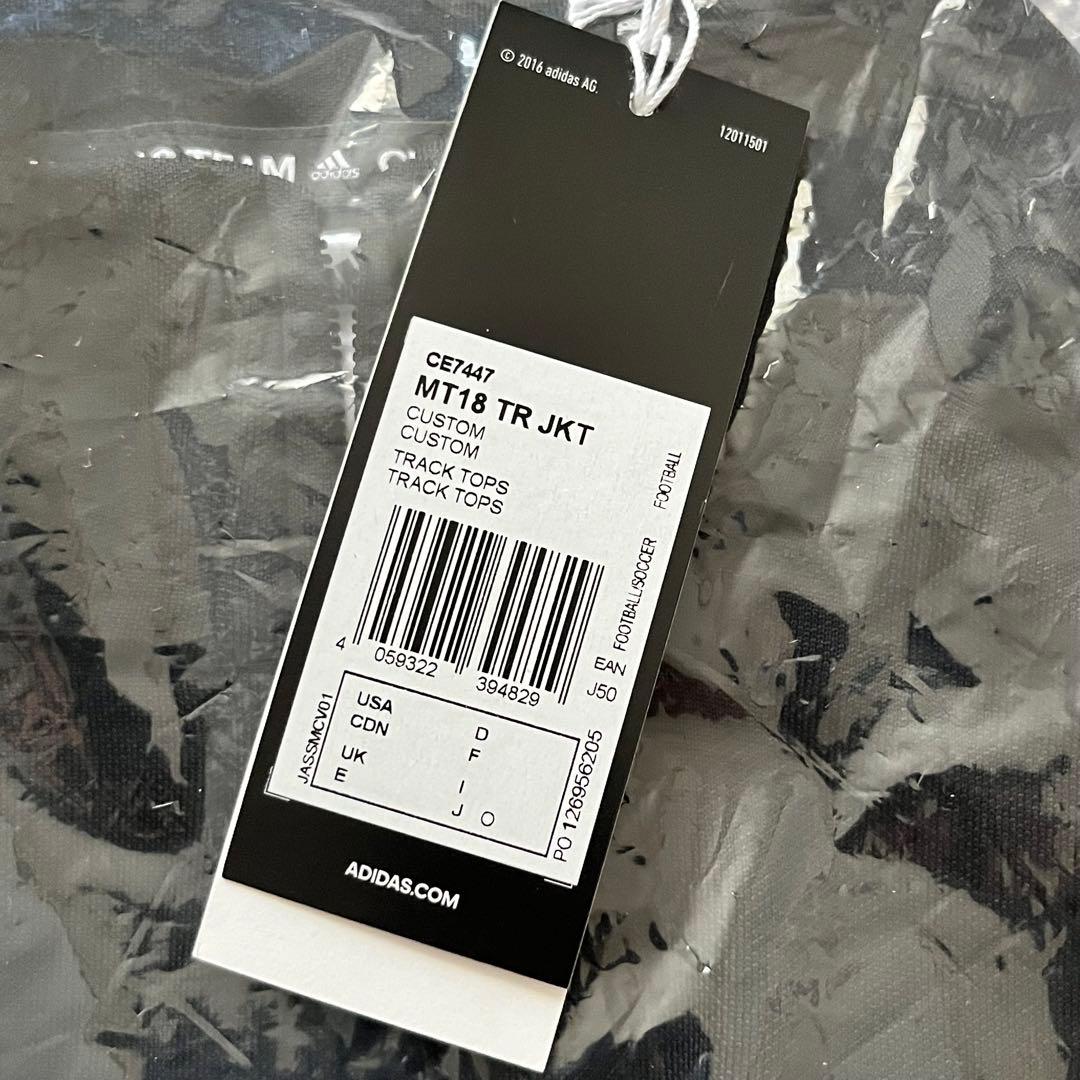 © 2016 adidas AG.
12011501
TEAM
adidas
CE7447
MT18 TR JKT
CUSTOM
CUSTOM
TRACK TOPS
TRACK TOPS
FOOTBALL
FOOTBALL/SOCCER
4 059322 394829
EAN
J50
JASSMCV01
USA D
CDN F
UK I
E J O
PO 126956205
ADIDAS.COM